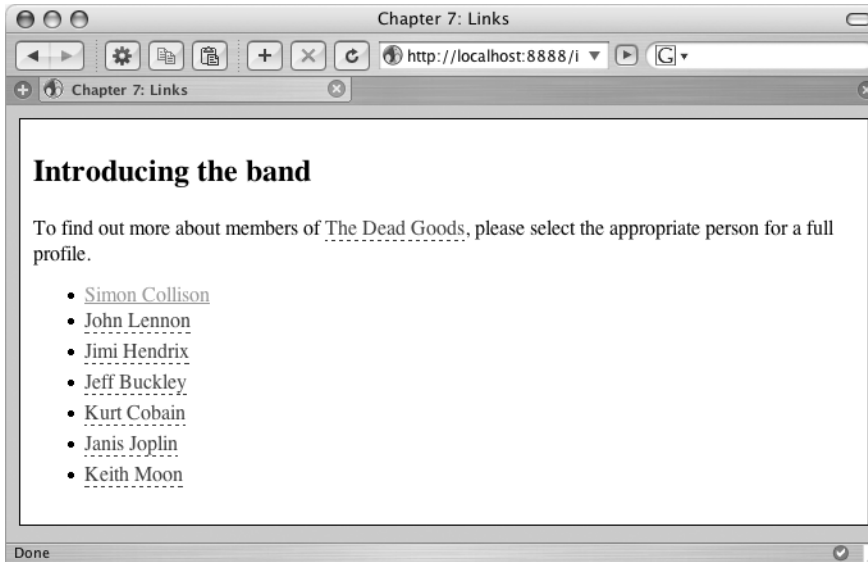 Chapter 7: Links
http://localhost:8888/i
G
Chapter 7: Links
Introducing the band
To find out more about members of The Dead Goods, please select the appropriate person for a full
profile.
Simon Collison
John Lennon
Jimi Hendrix
Jeff Buckley
Kurt Cobain
Janis Joplin
Keith Moon
Done